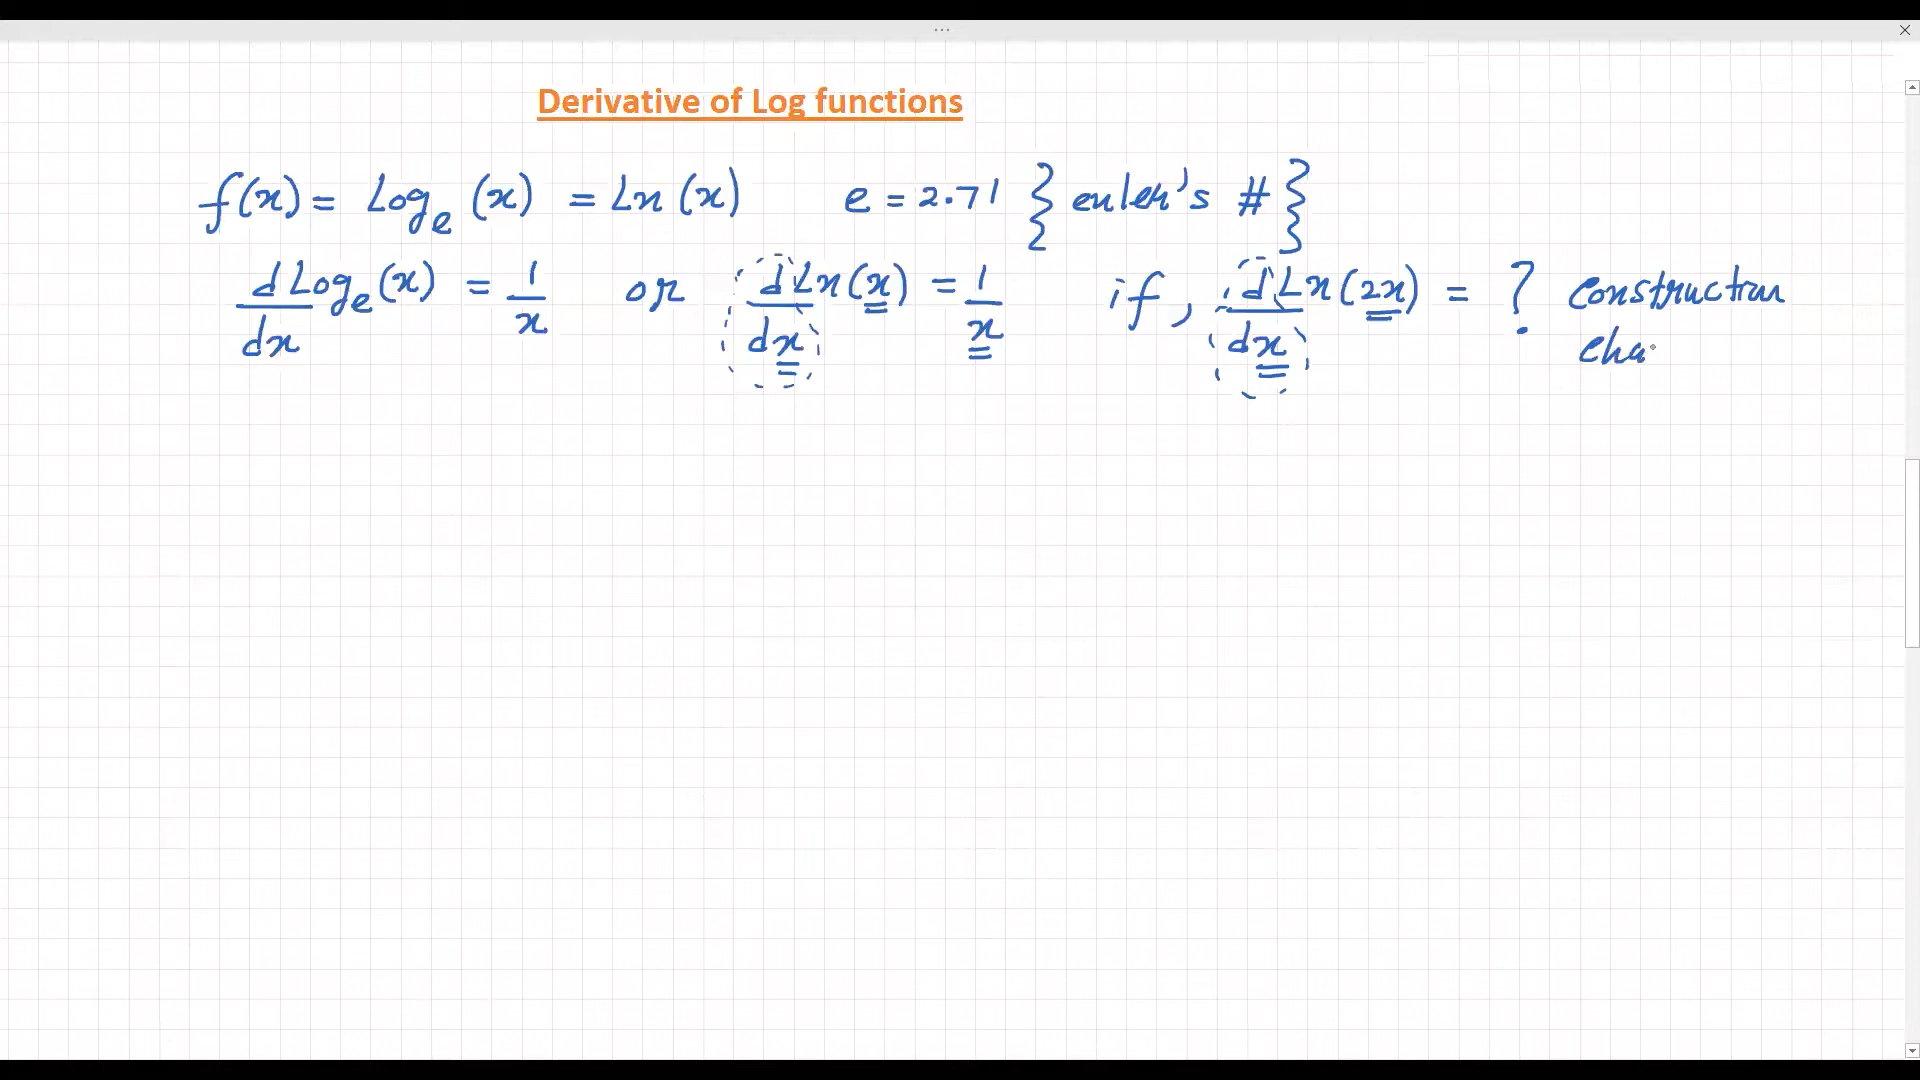 Derivative of Log functions
f(x) = Log_e (x) = Ln (x) e = 2.71 { euler's # }
d Log_e (x) / dx = 1/x or d Ln(x) / dx = 1/x if, d Ln(2x) / dx = ? construction
cha